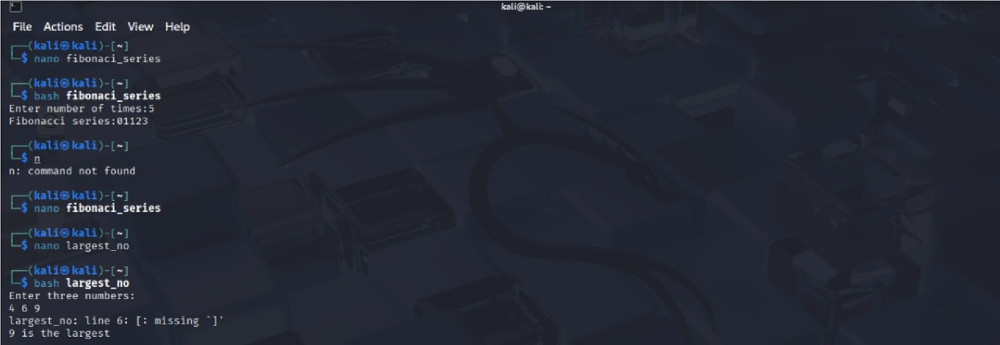 kali@kali: ~
File Actions Edit View Help
┌──(kali㉿kali)-[~]
└─$ nano fibonaci_series
┌──(kali㉿kali)-[~]
└─$ bash fibonaci_series
Enter number of times:5
Fibonacci series:01123
┌──(kali㉿kali)-[~]
└─$ n
n: command not found
┌──(kali㉿kali)-[~]
└─$ nano fibonaci_series
┌──(kali㉿kali)-[~]
└─$ nano largest_no
┌──(kali㉿kali)-[~]
└─$ bash largest_no
Enter three numbers:
4 6 9
largest_no: line 6: [: missing `]'
9 is the largest